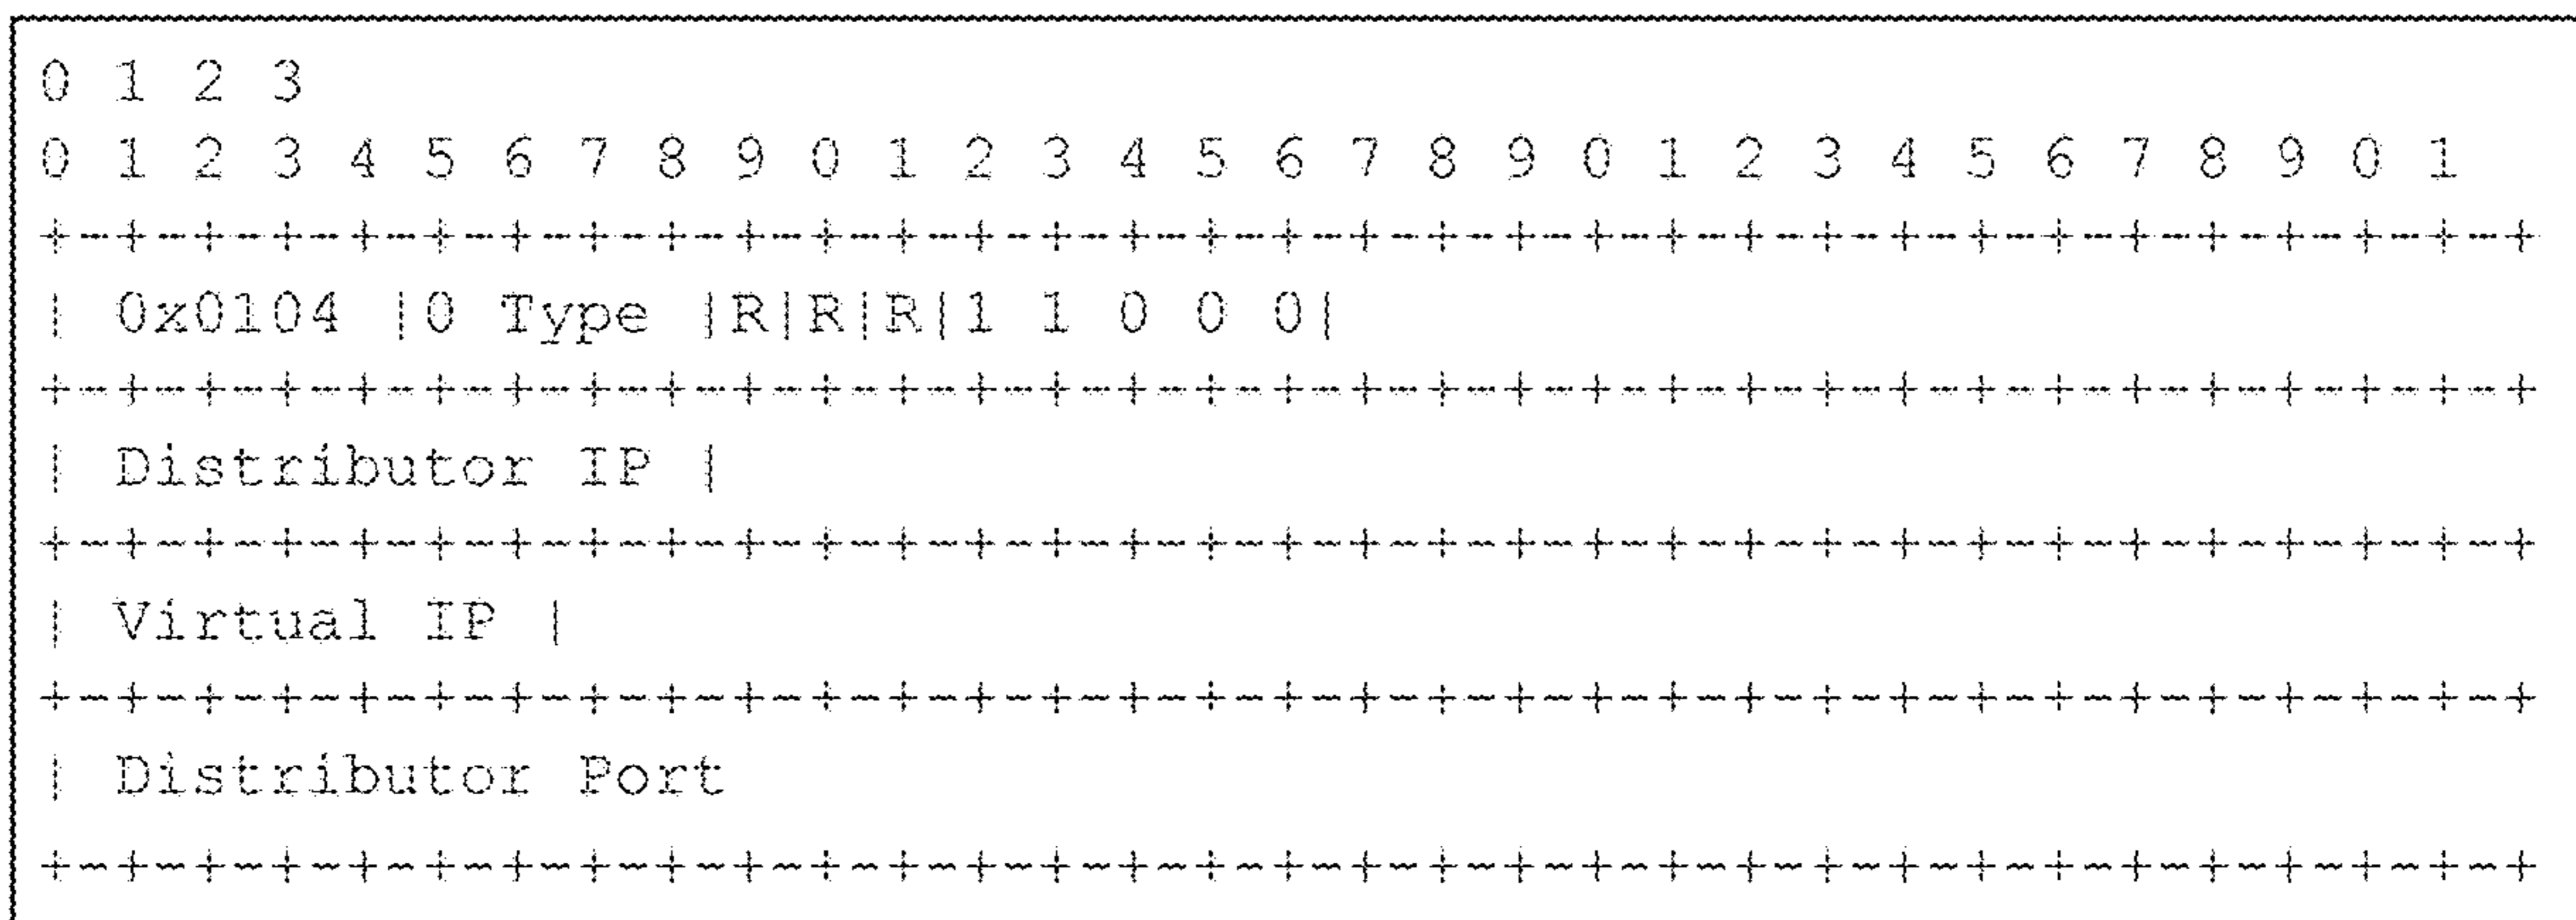 0 1 2 3
0 1 2 3 4 5 6 7 8 9 0 1 2 3 4 5 6 7 8 9 0 1 2 3 4 5 6 7 8 9 0 1
+-+-+-+-+-+-+-+-+-+-+-+-+-+-+-+-+-+-+-+-+-+-+-+-+-+-+-+-+-+-+-+-+
| 0x0104 |0 Type |R|R|R|1 1 0 0 0|
+-+-+-+-+-+-+-+-+-+-+-+-+-+-+-+-+-+-+-+-+-+-+-+-+-+-+-+-+-+-+-+-+
| Distributor IP |
+-+-+-+-+-+-+-+-+-+-+-+-+-+-+-+-+-+-+-+-+-+-+-+-+-+-+-+-+-+-+-+-+
| Virtual IP |
+-+-+-+-+-+-+-+-+-+-+-+-+-+-+-+-+-+-+-+-+-+-+-+-+-+-+-+-+-+-+-+-+
| Distributor Port
+-+-+-+-+-+-+-+-+-+-+-+-+-+-+-+-+-+-+-+-+-+-+-+-+-+-+-+-+-+-+-+-+